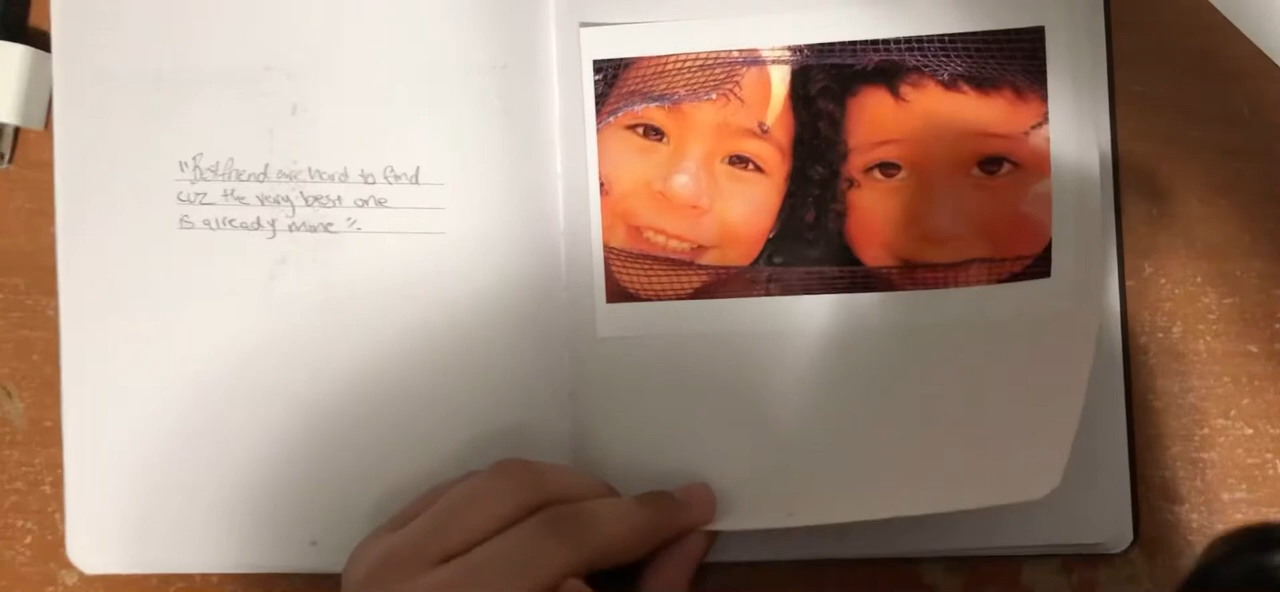 "Bestfriend are hard to find
cuz the very best one
is already mine ".